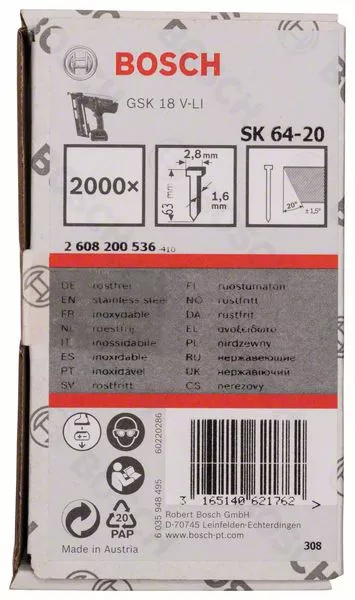 BOSCH
GSK 18 V-LI
SK 64-20
2000×
2,8mm
63 mm
1,6 mm
20°
±1,5°
2 608 200 536 410
DE rostfrei
EN stainless steel
FR inoxydable
NL roestvrij
IT inossidabile
ES inoxidable
PT inoxidável
SV rostfritt
FI ruostumaton
NO rustfritt
DA rustfrit
EL ανοξείδωτο
PL nirdzewny
RU нержавеющие
UK нержавіючий
CS nerezový
60220286
6 035 948 495
20
PAP
Made in Austria
3 165140 621762 >
Robert Bosch GmbH
D-70745 Leinfelden-Echterdingen
www.bosch-pt.com
308